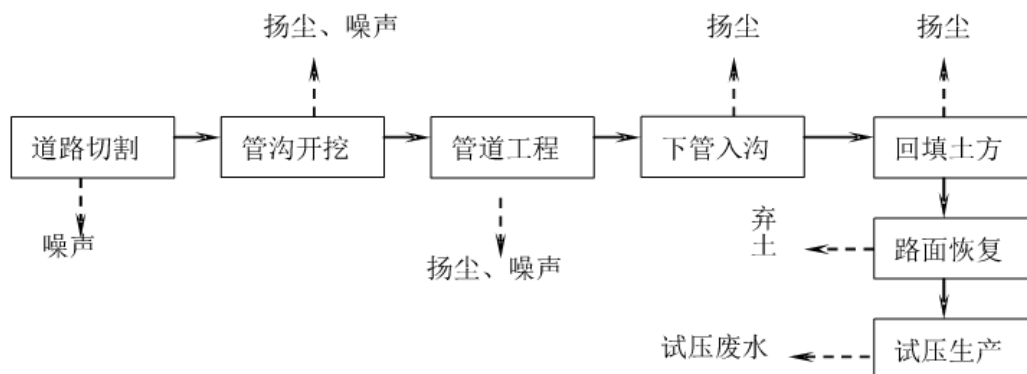 扬尘、噪声
扬尘
扬尘
道路切割
管沟开挖
管道工程
下管入沟
回填土方
噪声
扬尘、噪声
弃土
路面恢复
试压废水
试压生产